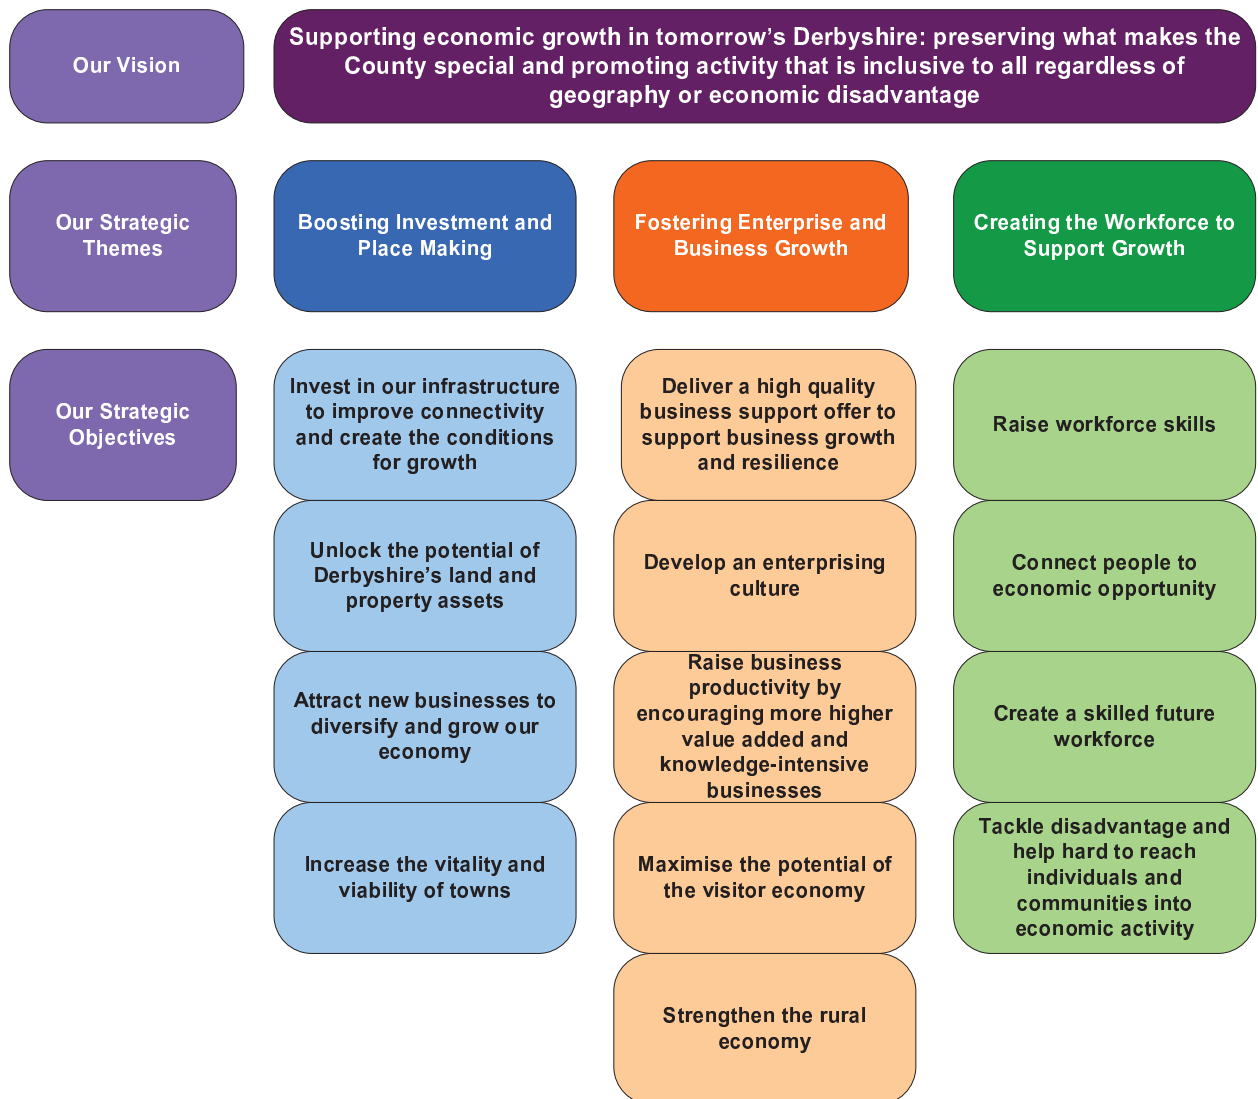 Our Vision
Supporting economic growth in tomorrow’s Derbyshire: preserving what makes the
County special and promoting activity that is inclusive to all regardless of
geography or economic disadvantage
Our Strategic
Themes
Boosting Investment and
Place Making
Fostering Enterprise and
Business Growth
Creating the Workforce to
Support Growth
Our Strategic
Objectives
Invest in our infrastructure
to improve connectivity
and create the conditions
for growth
Unlock the potential of
Derbyshire’s land and
property assets
Attract new businesses to
diversify and grow our
economy
Increase the vitality and
viability of towns
Deliver a high quality
business support offer to
support business growth
and resilience
Develop an enterprising
culture
Raise business
productivity by
encouraging more higher
value added and
knowledge-intensive
businesses
Maximise the potential of
the visitor economy
Strengthen the rural
economy
Raise workforce skills
Connect people to
economic opportunity
Create a skilled future
workforce
Tackle disadvantage and
help hard to reach
individuals and
communities into
economic activity